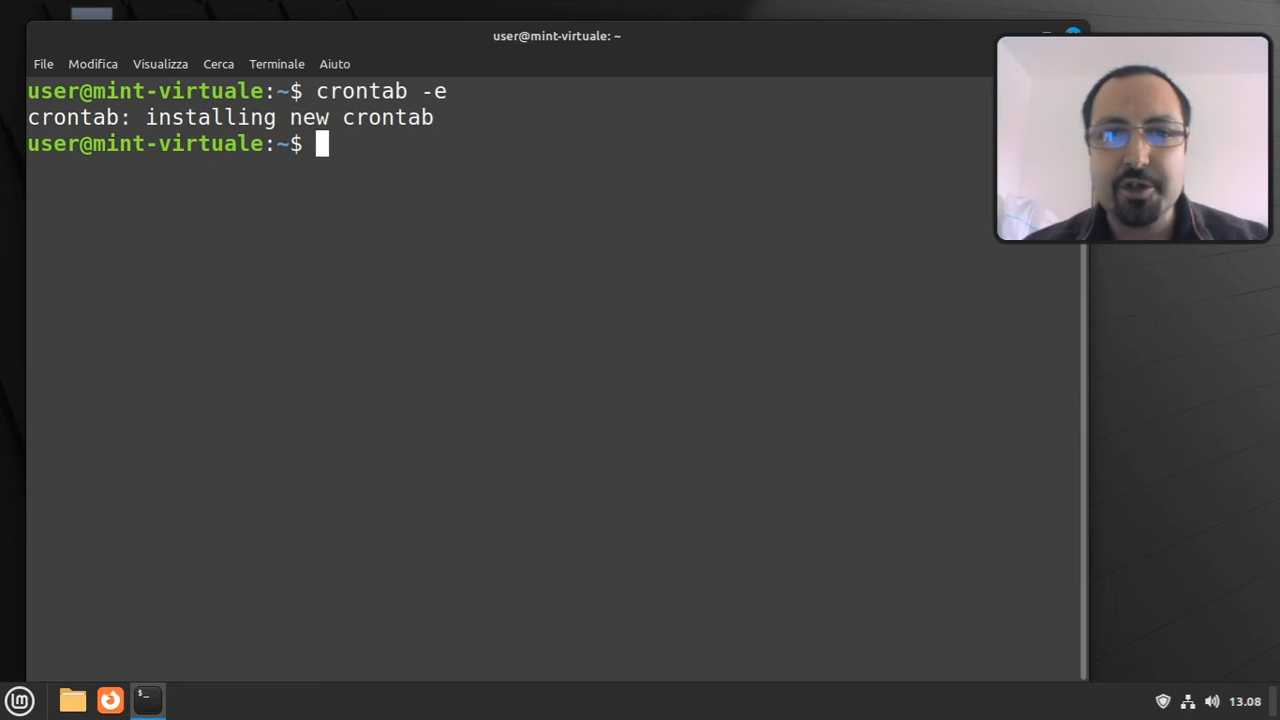 user@mint-virtuale: ~
File Modifica Visualizza Cerca Terminale Aiuto
user@mint-virtuale:~$ crontab -e
crontab: installing new crontab
user@mint-virtuale:~$
$_
lm
13.08